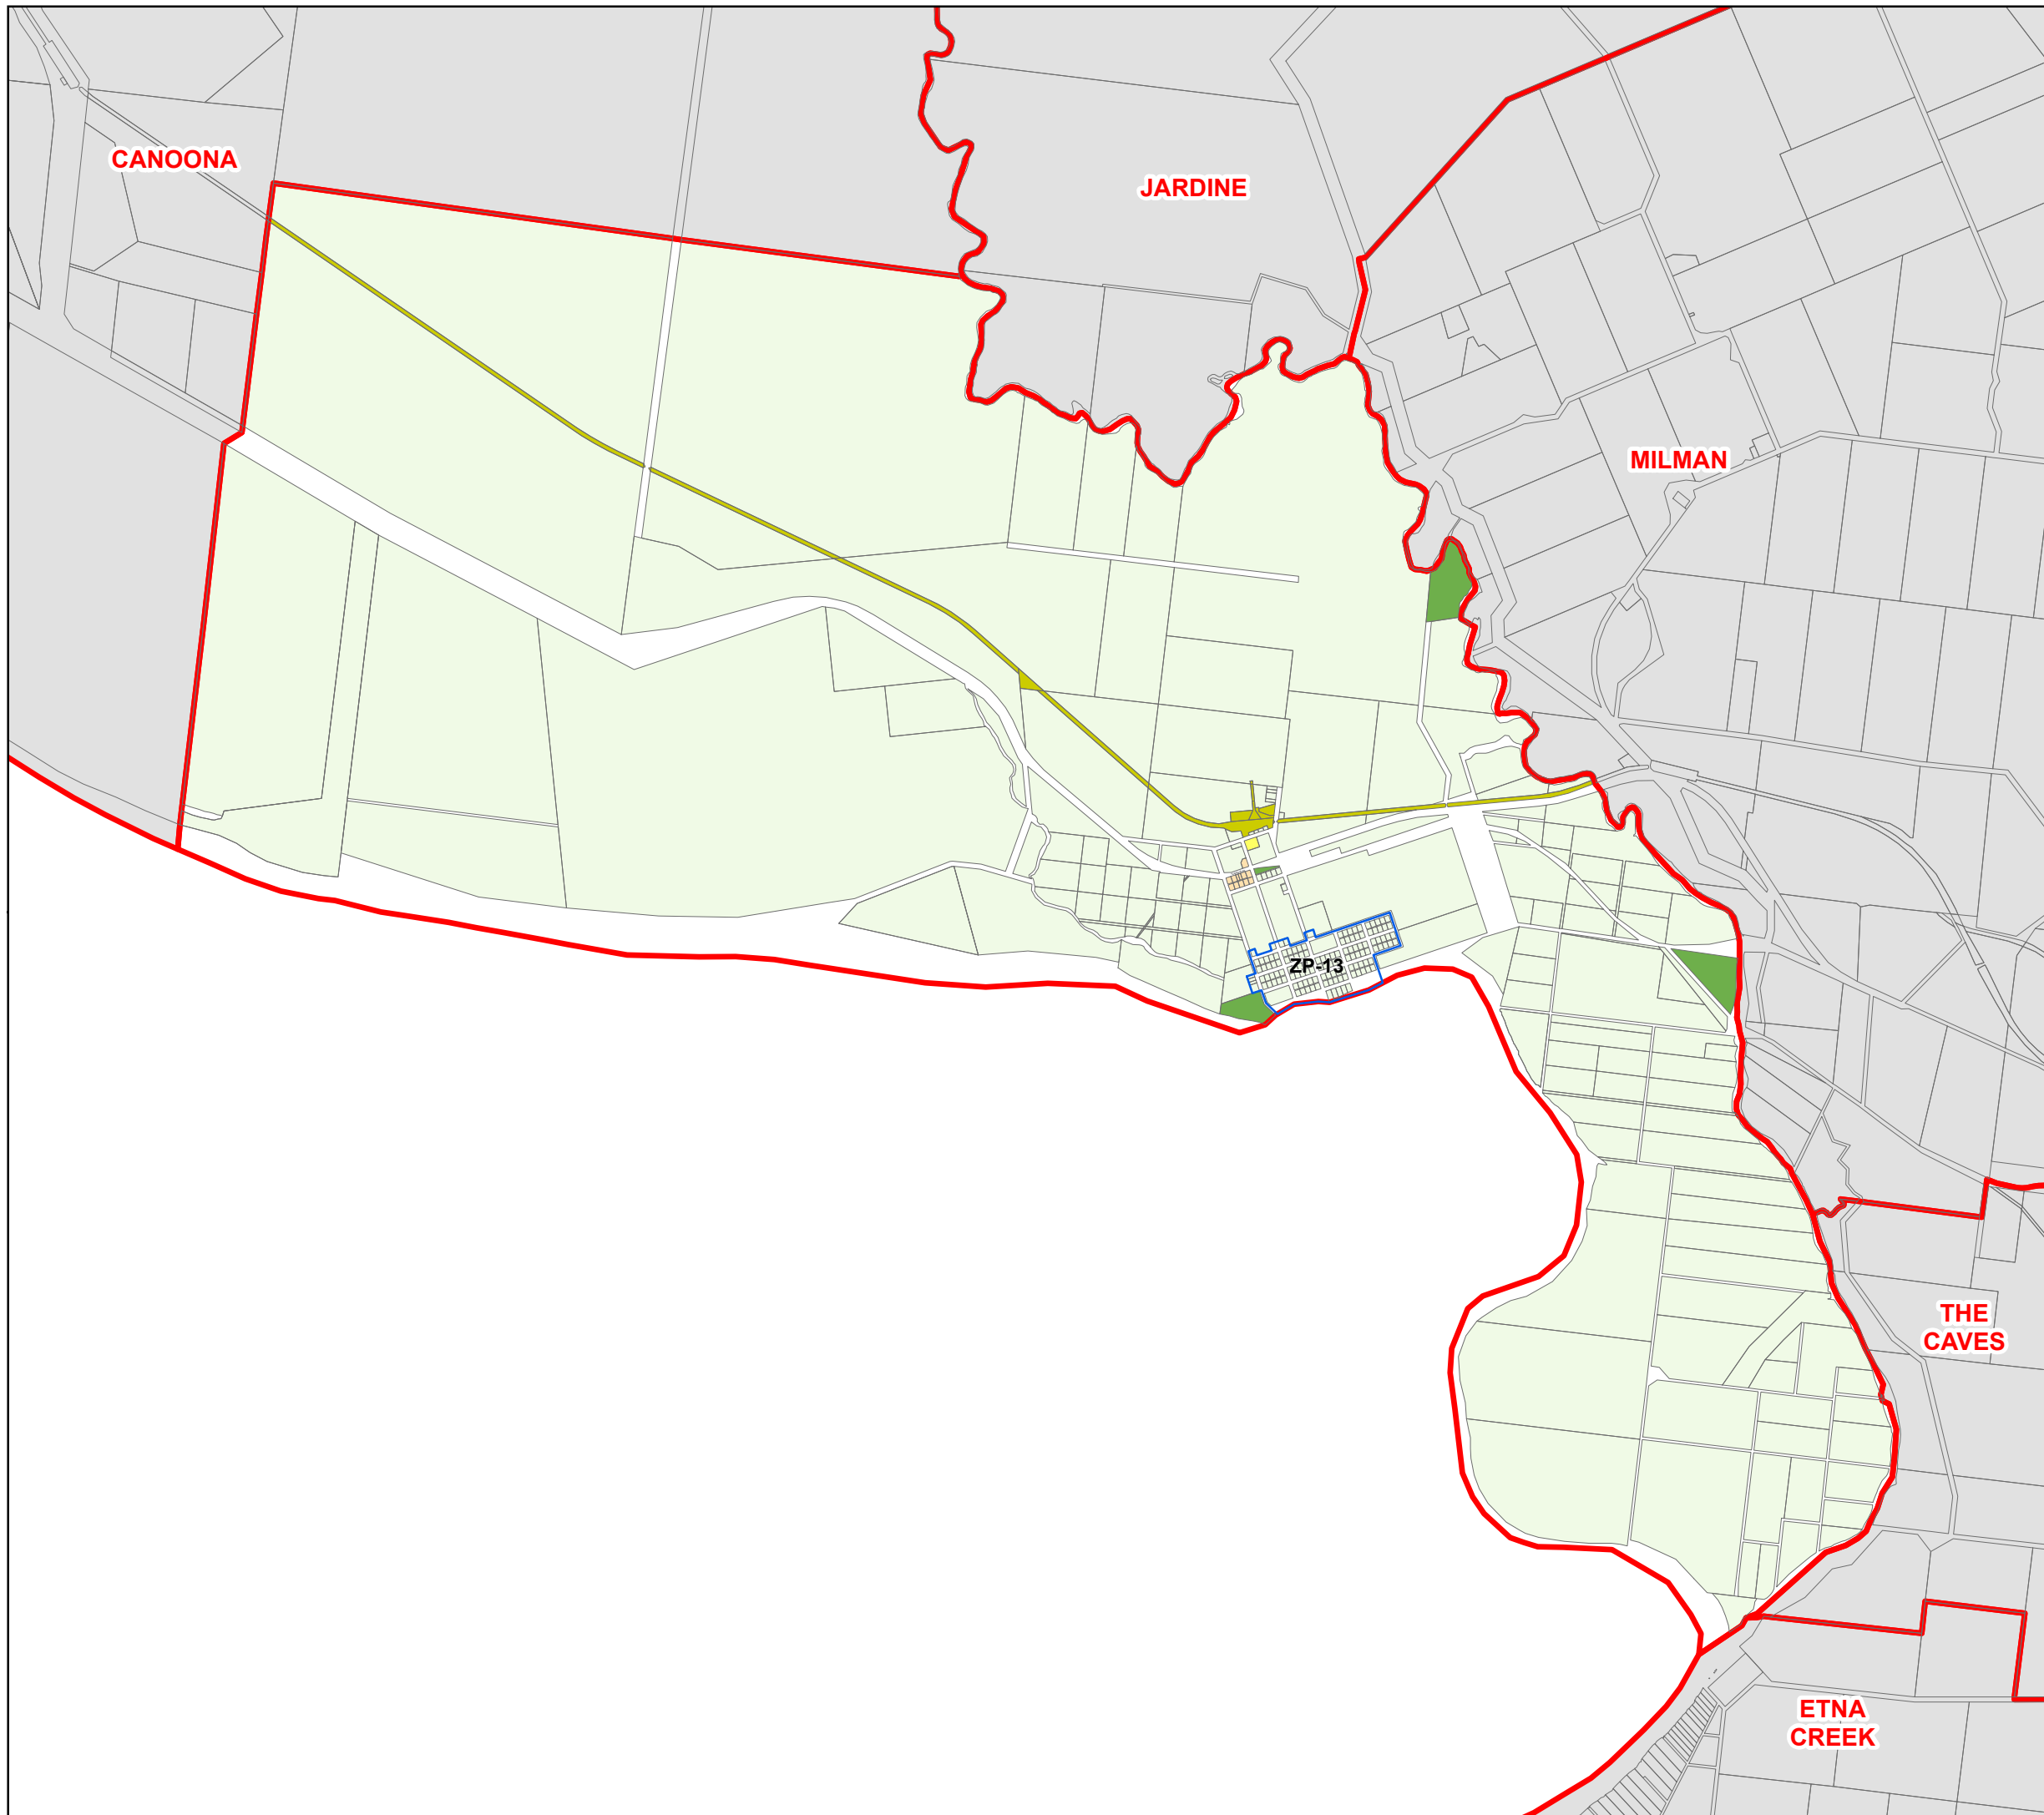 CANOONA
JARDINE
MILMAN
ZP-13
THE
CAVES
ETNA
CREEK